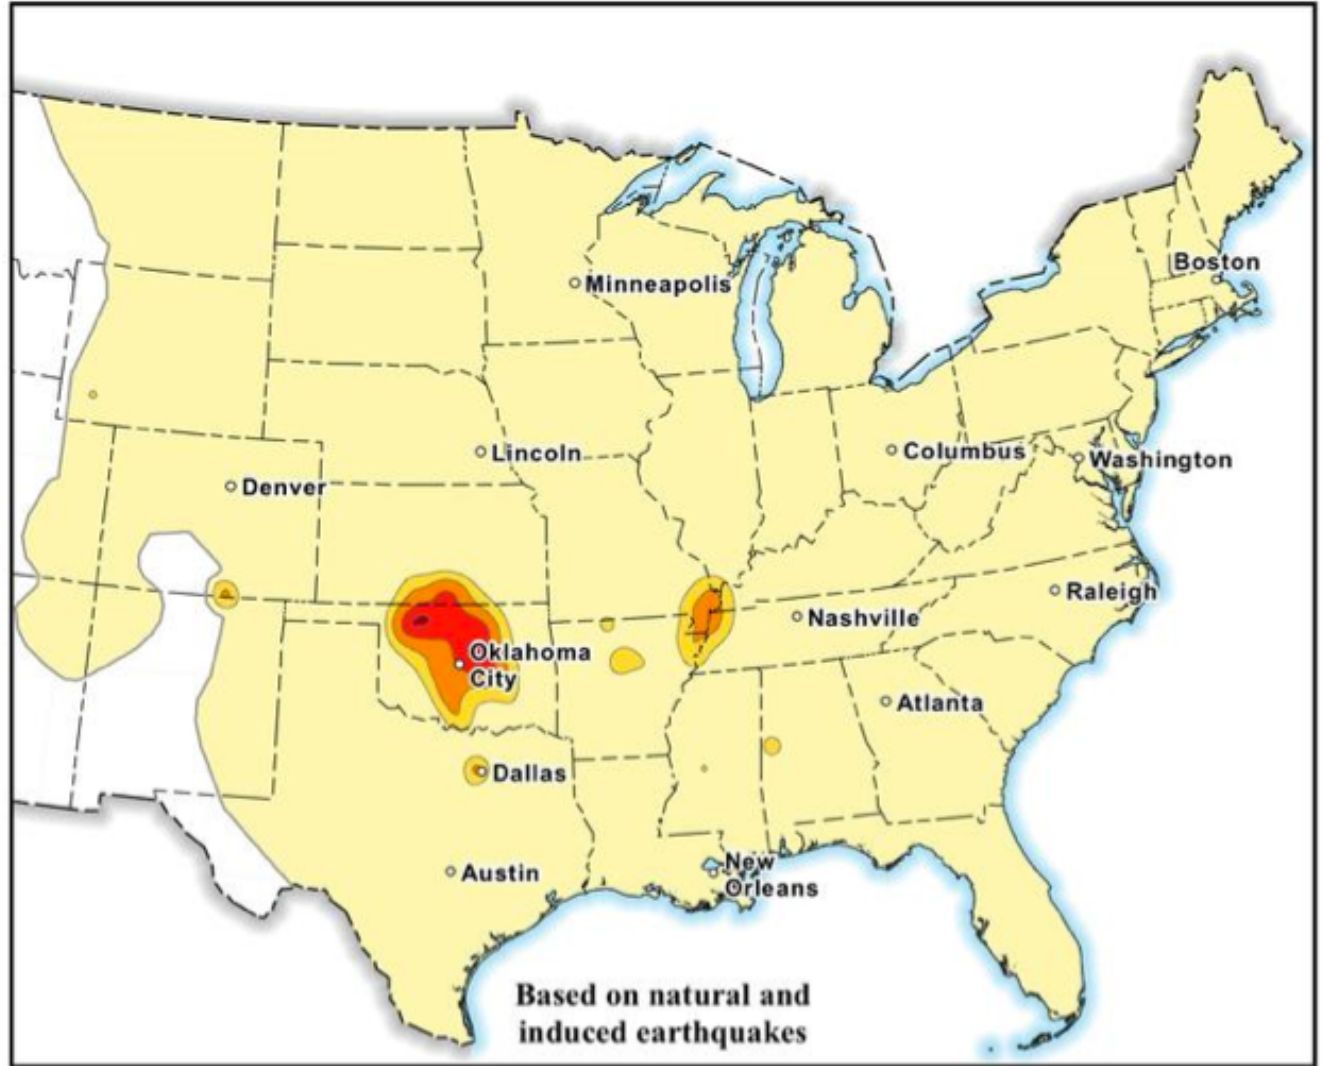 Boston
Minneapolis
Lincoln
Columbus
Washington
Denver
Raleigh
Nashville
Oklahoma
City
Atlanta
Dallas
New
Orleans
Austin
Based on natural and
induced earthquakes